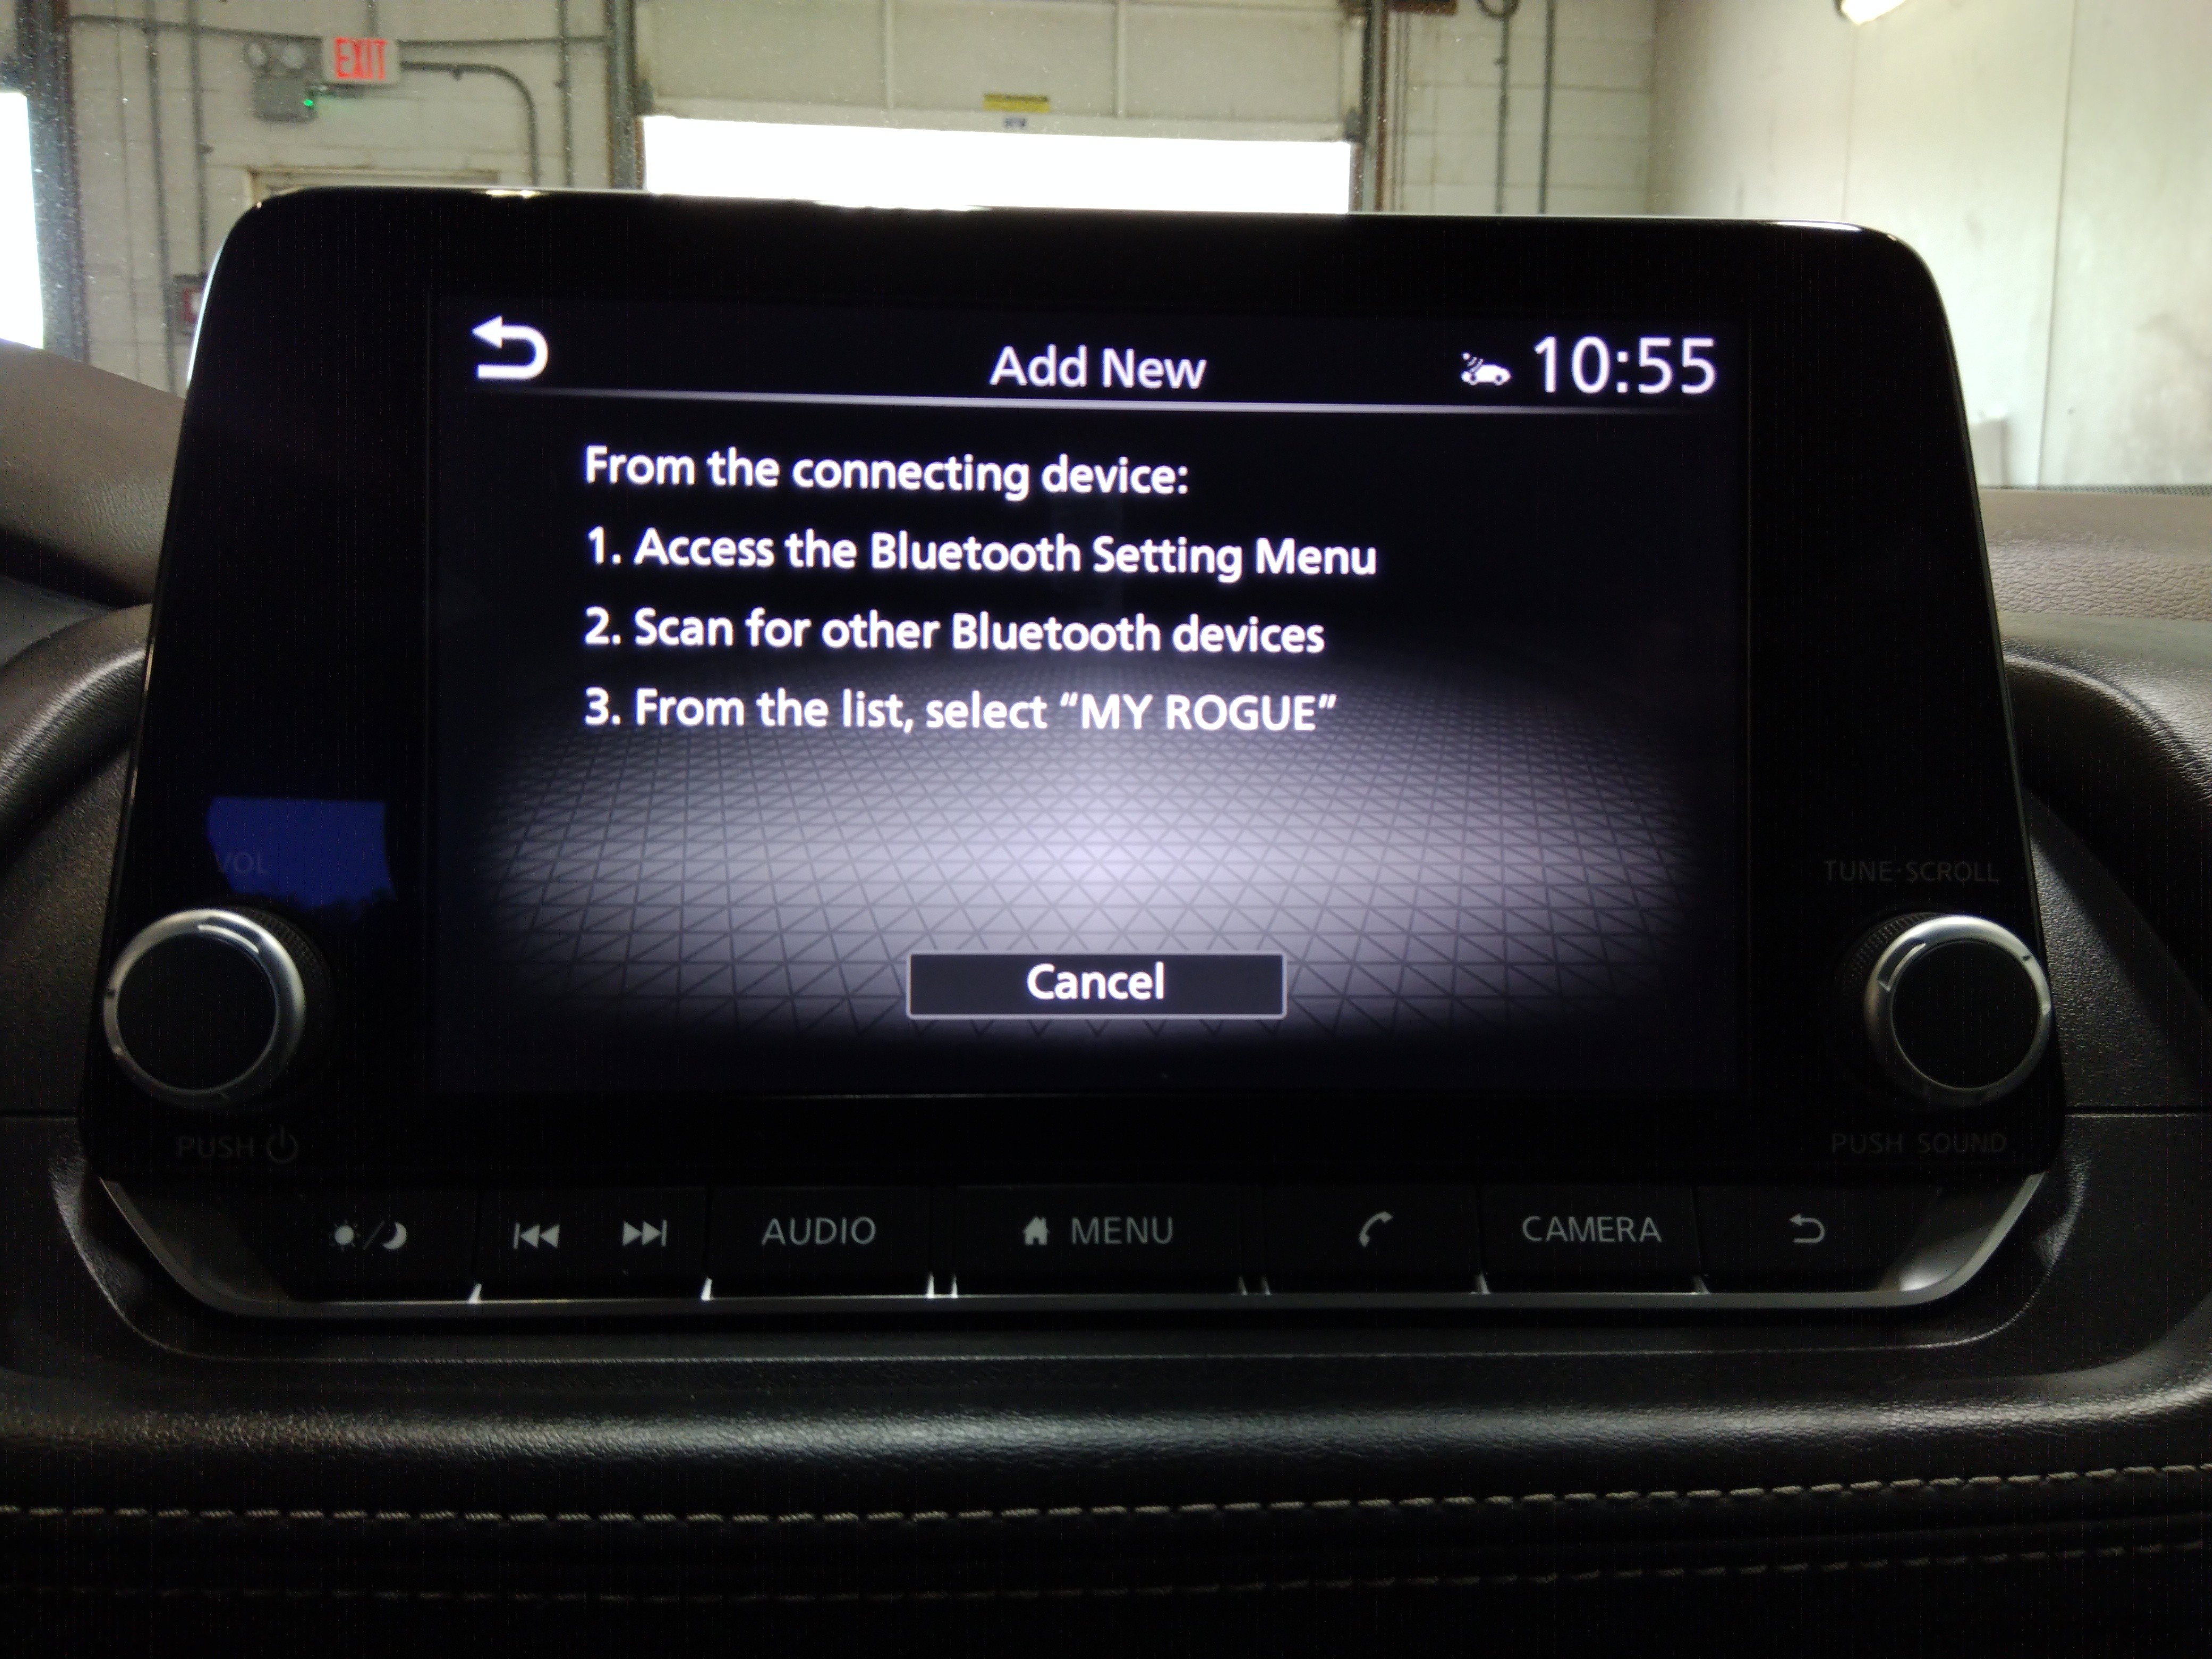 EXIT
Add New
10:55
From the connecting device:
1. Access the Bluetooth Setting Menu
2. Scan for other Bluetooth devices
3. From the list, select “MY ROGUE”
Cancel
VOL
TUNE·SCROLL
PUSH
PUSH SOUND
AUDIO
MENU
CAMERA